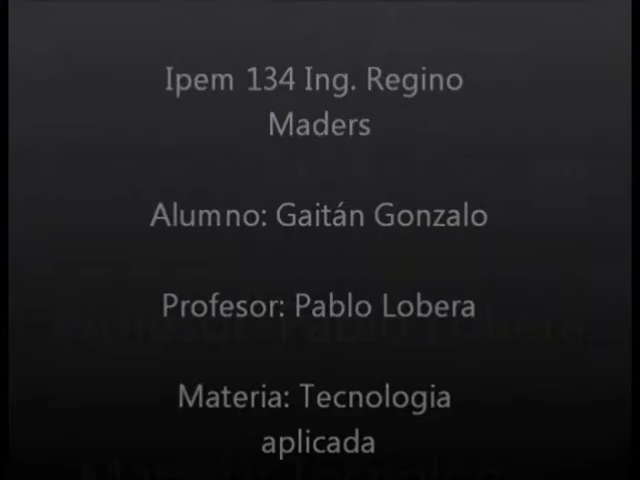 Ipem 134 Ing. Regino
Maders
Alumno: Gaitán Gonzalo
Profesor: Pablo Lobera
Materia: Tecnologia
aplicada